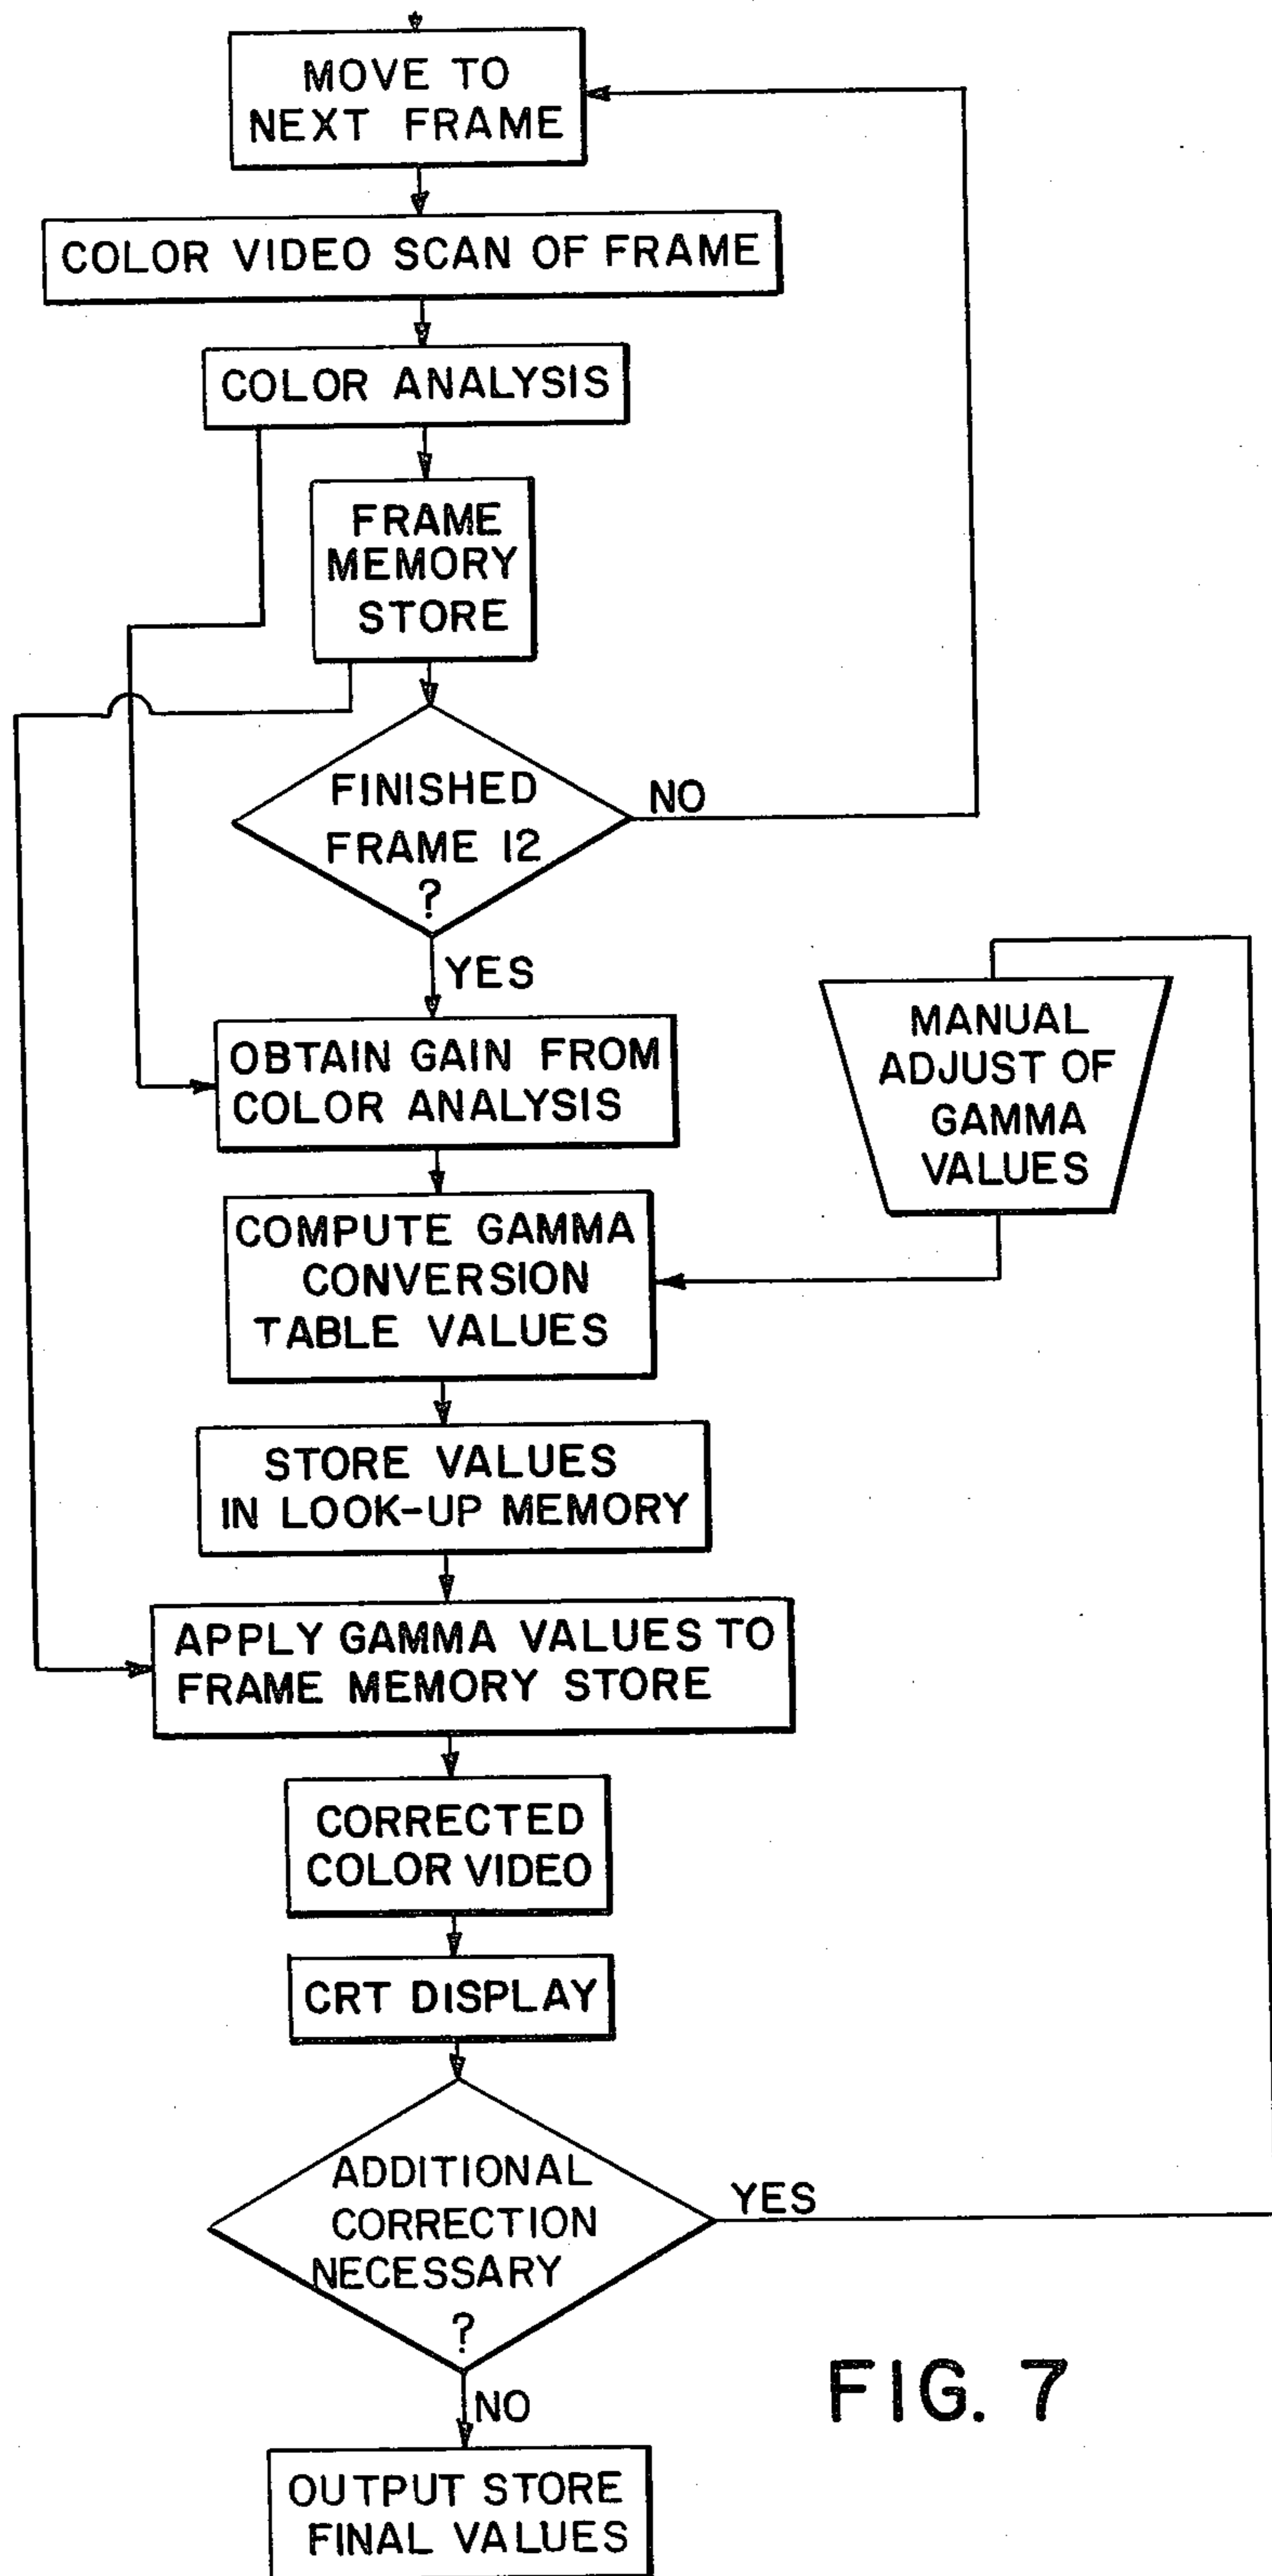 MOVE TO
NEXT FRAME
COLOR VIDEO SCAN OF FRAME
COLOR ANALYSIS
FRAME
MEMORY
STORE
FINISHED
FRAME 12
?
NO
YES
OBTAIN GAIN FROM
COLOR ANALYSIS
MANUAL
ADJUST OF
GAMMA
VALUES
COMPUTE GAMMA
CONVERSION
TABLE VALUES
STORE VALUES
IN LOOK-UP MEMORY
APPLY GAMMA VALUES TO
FRAME MEMORY STORE
CORRECTED
COLOR VIDEO
CRT DISPLAY
ADDITIONAL
CORRECTION
NECESSARY
?
YES
NO
OUTPUT STORE
FINAL VALUES
FIG. 7